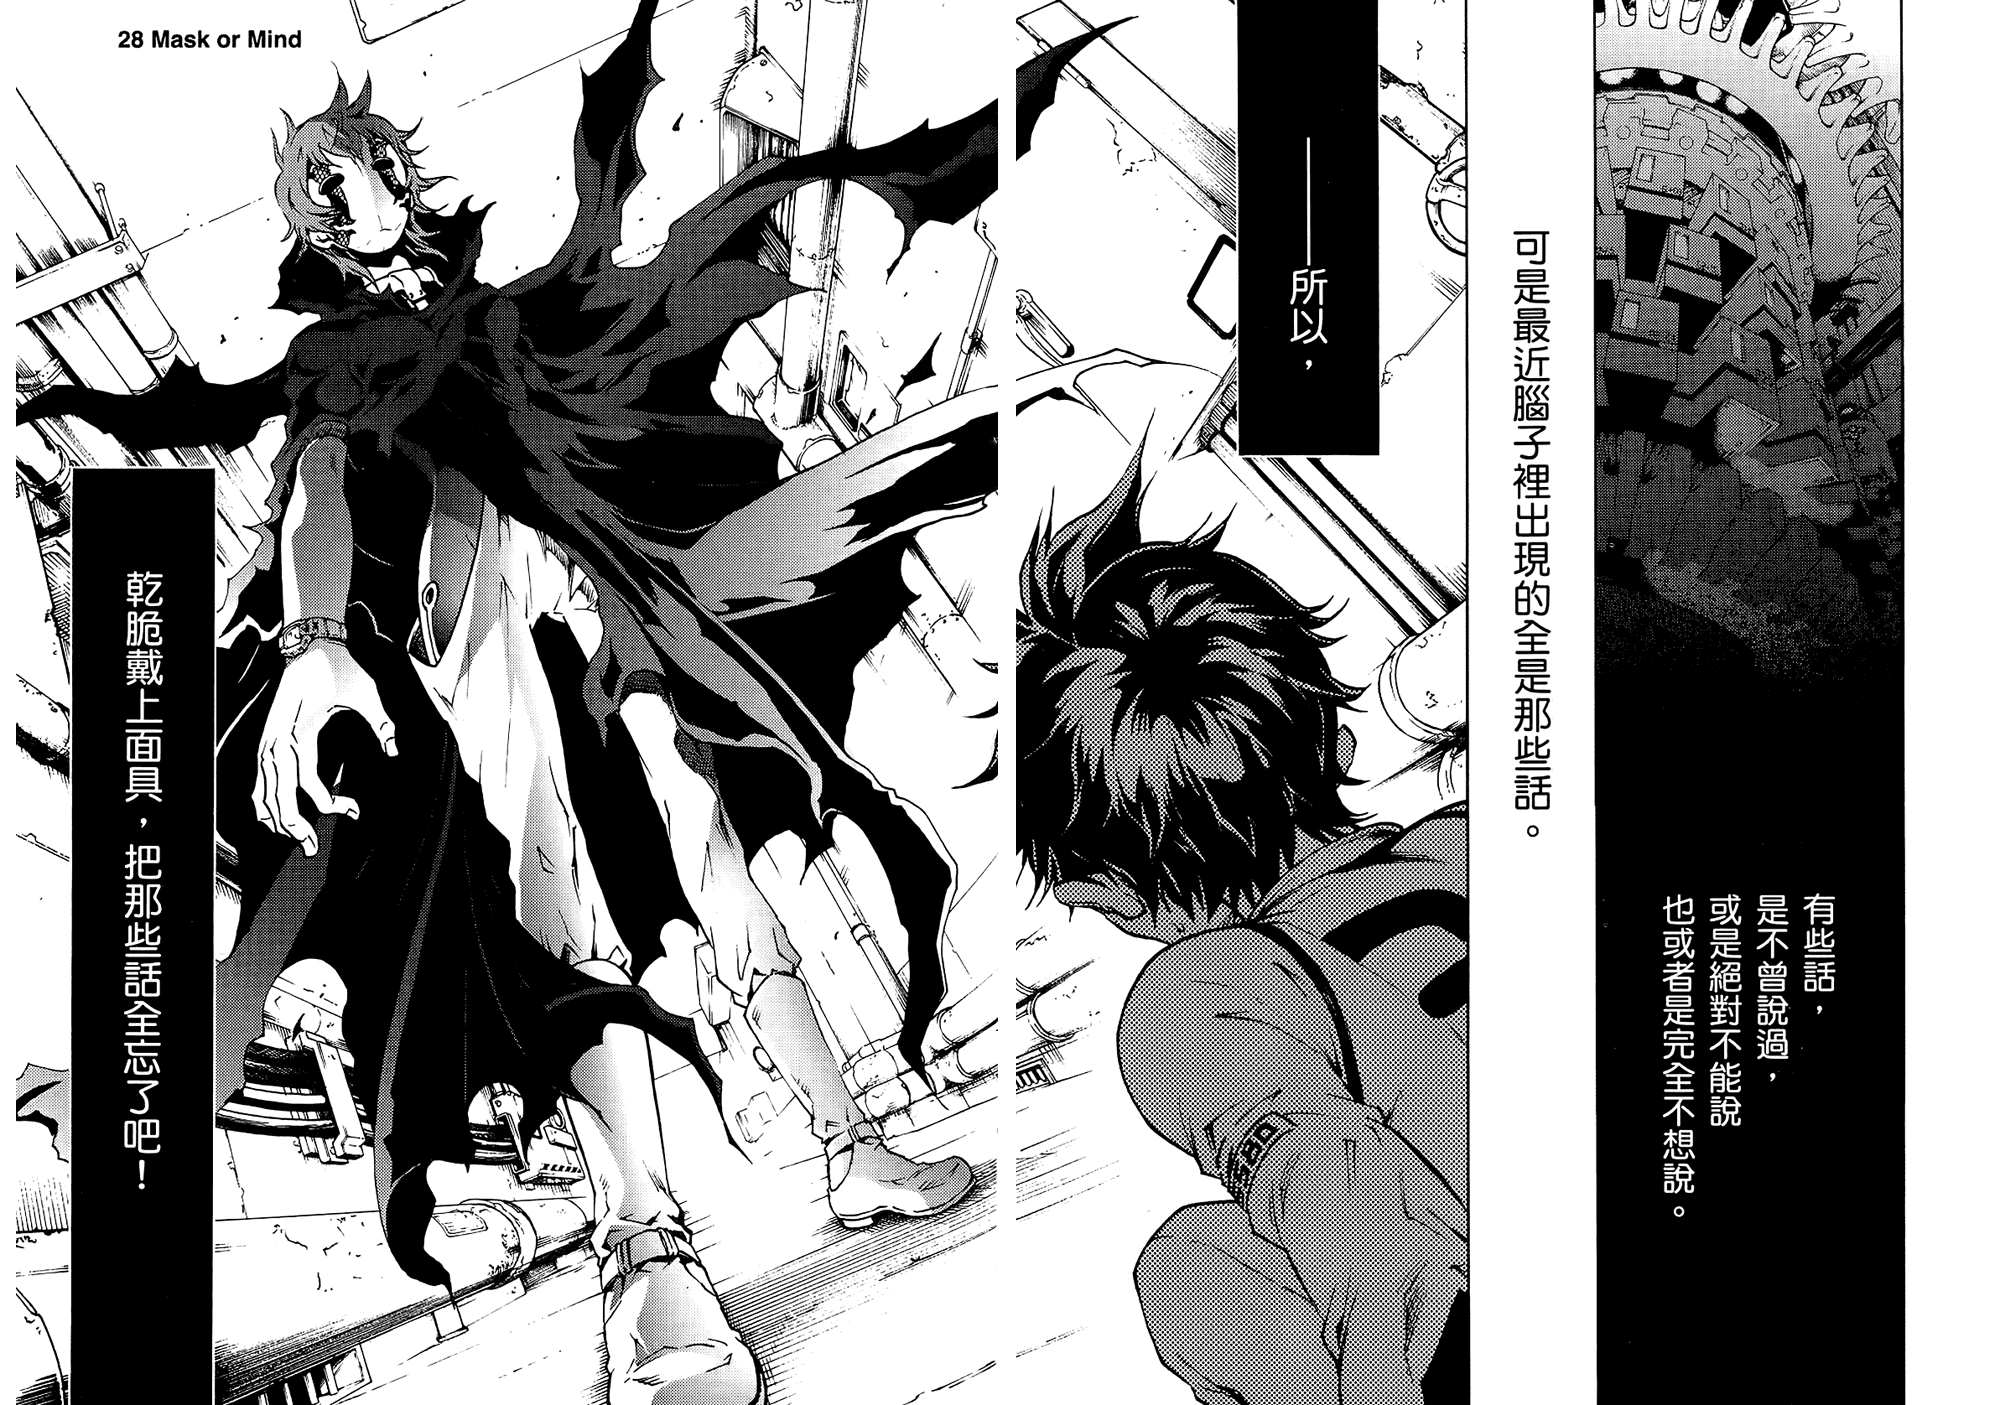 有些話，
是不曾說過，
或是絕對不能說
也或者是完全不想說。
可是最近腦子裡出現的全是那些話。
——所以，
28 Mask or Mind
乾脆戴上面具，把那些話全忘了吧！